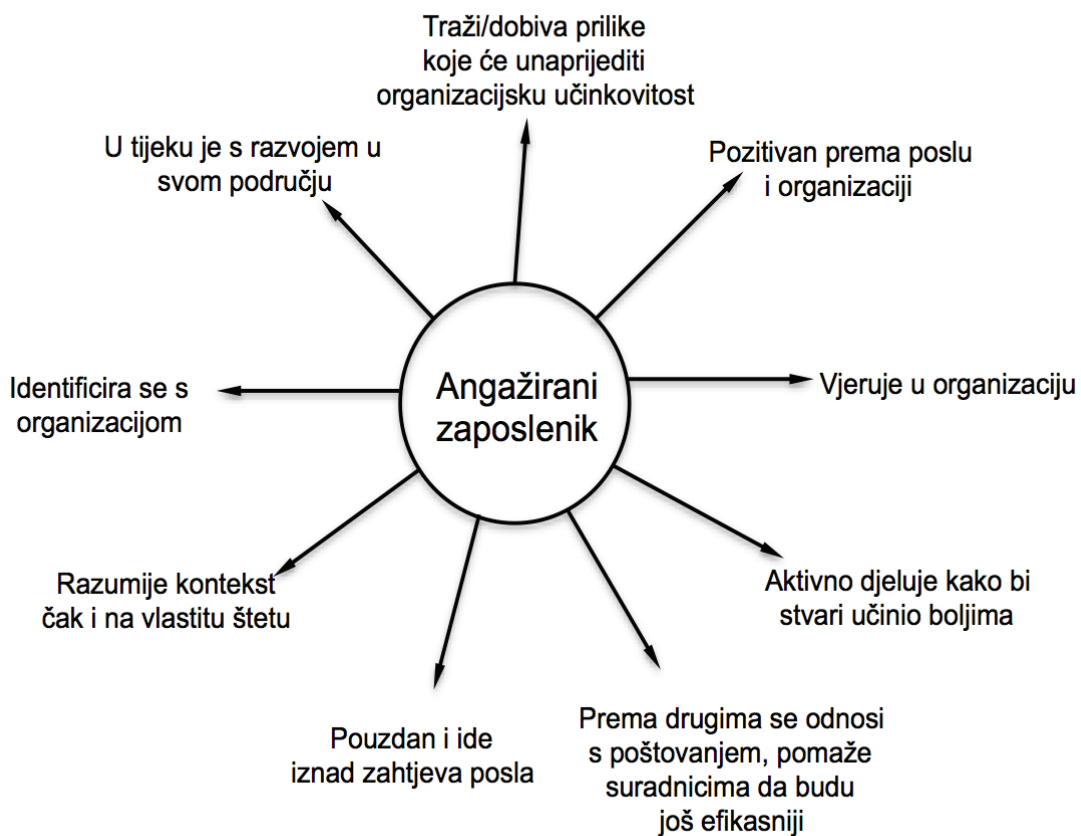 Traži/dobiva prilike
koje će unaprijediti
organizacijsku učinkovitost
U tijeku je s razvojem u
svom području
Pozitivan prema poslu
i organizaciji
Identificira se s
organizacijom
Angažirani
zaposlenik
Vjeruje u organizaciju
Razumije kontekst
čak i na vlastitu štetu
Aktivno djeluje kako bi
stvari učinio boljima
Pouzdan i ide
iznad zahtjeva posla
Prema drugima se odnosi
s poštovanjem, pomaže
suradnicima da budu
još efikasniji